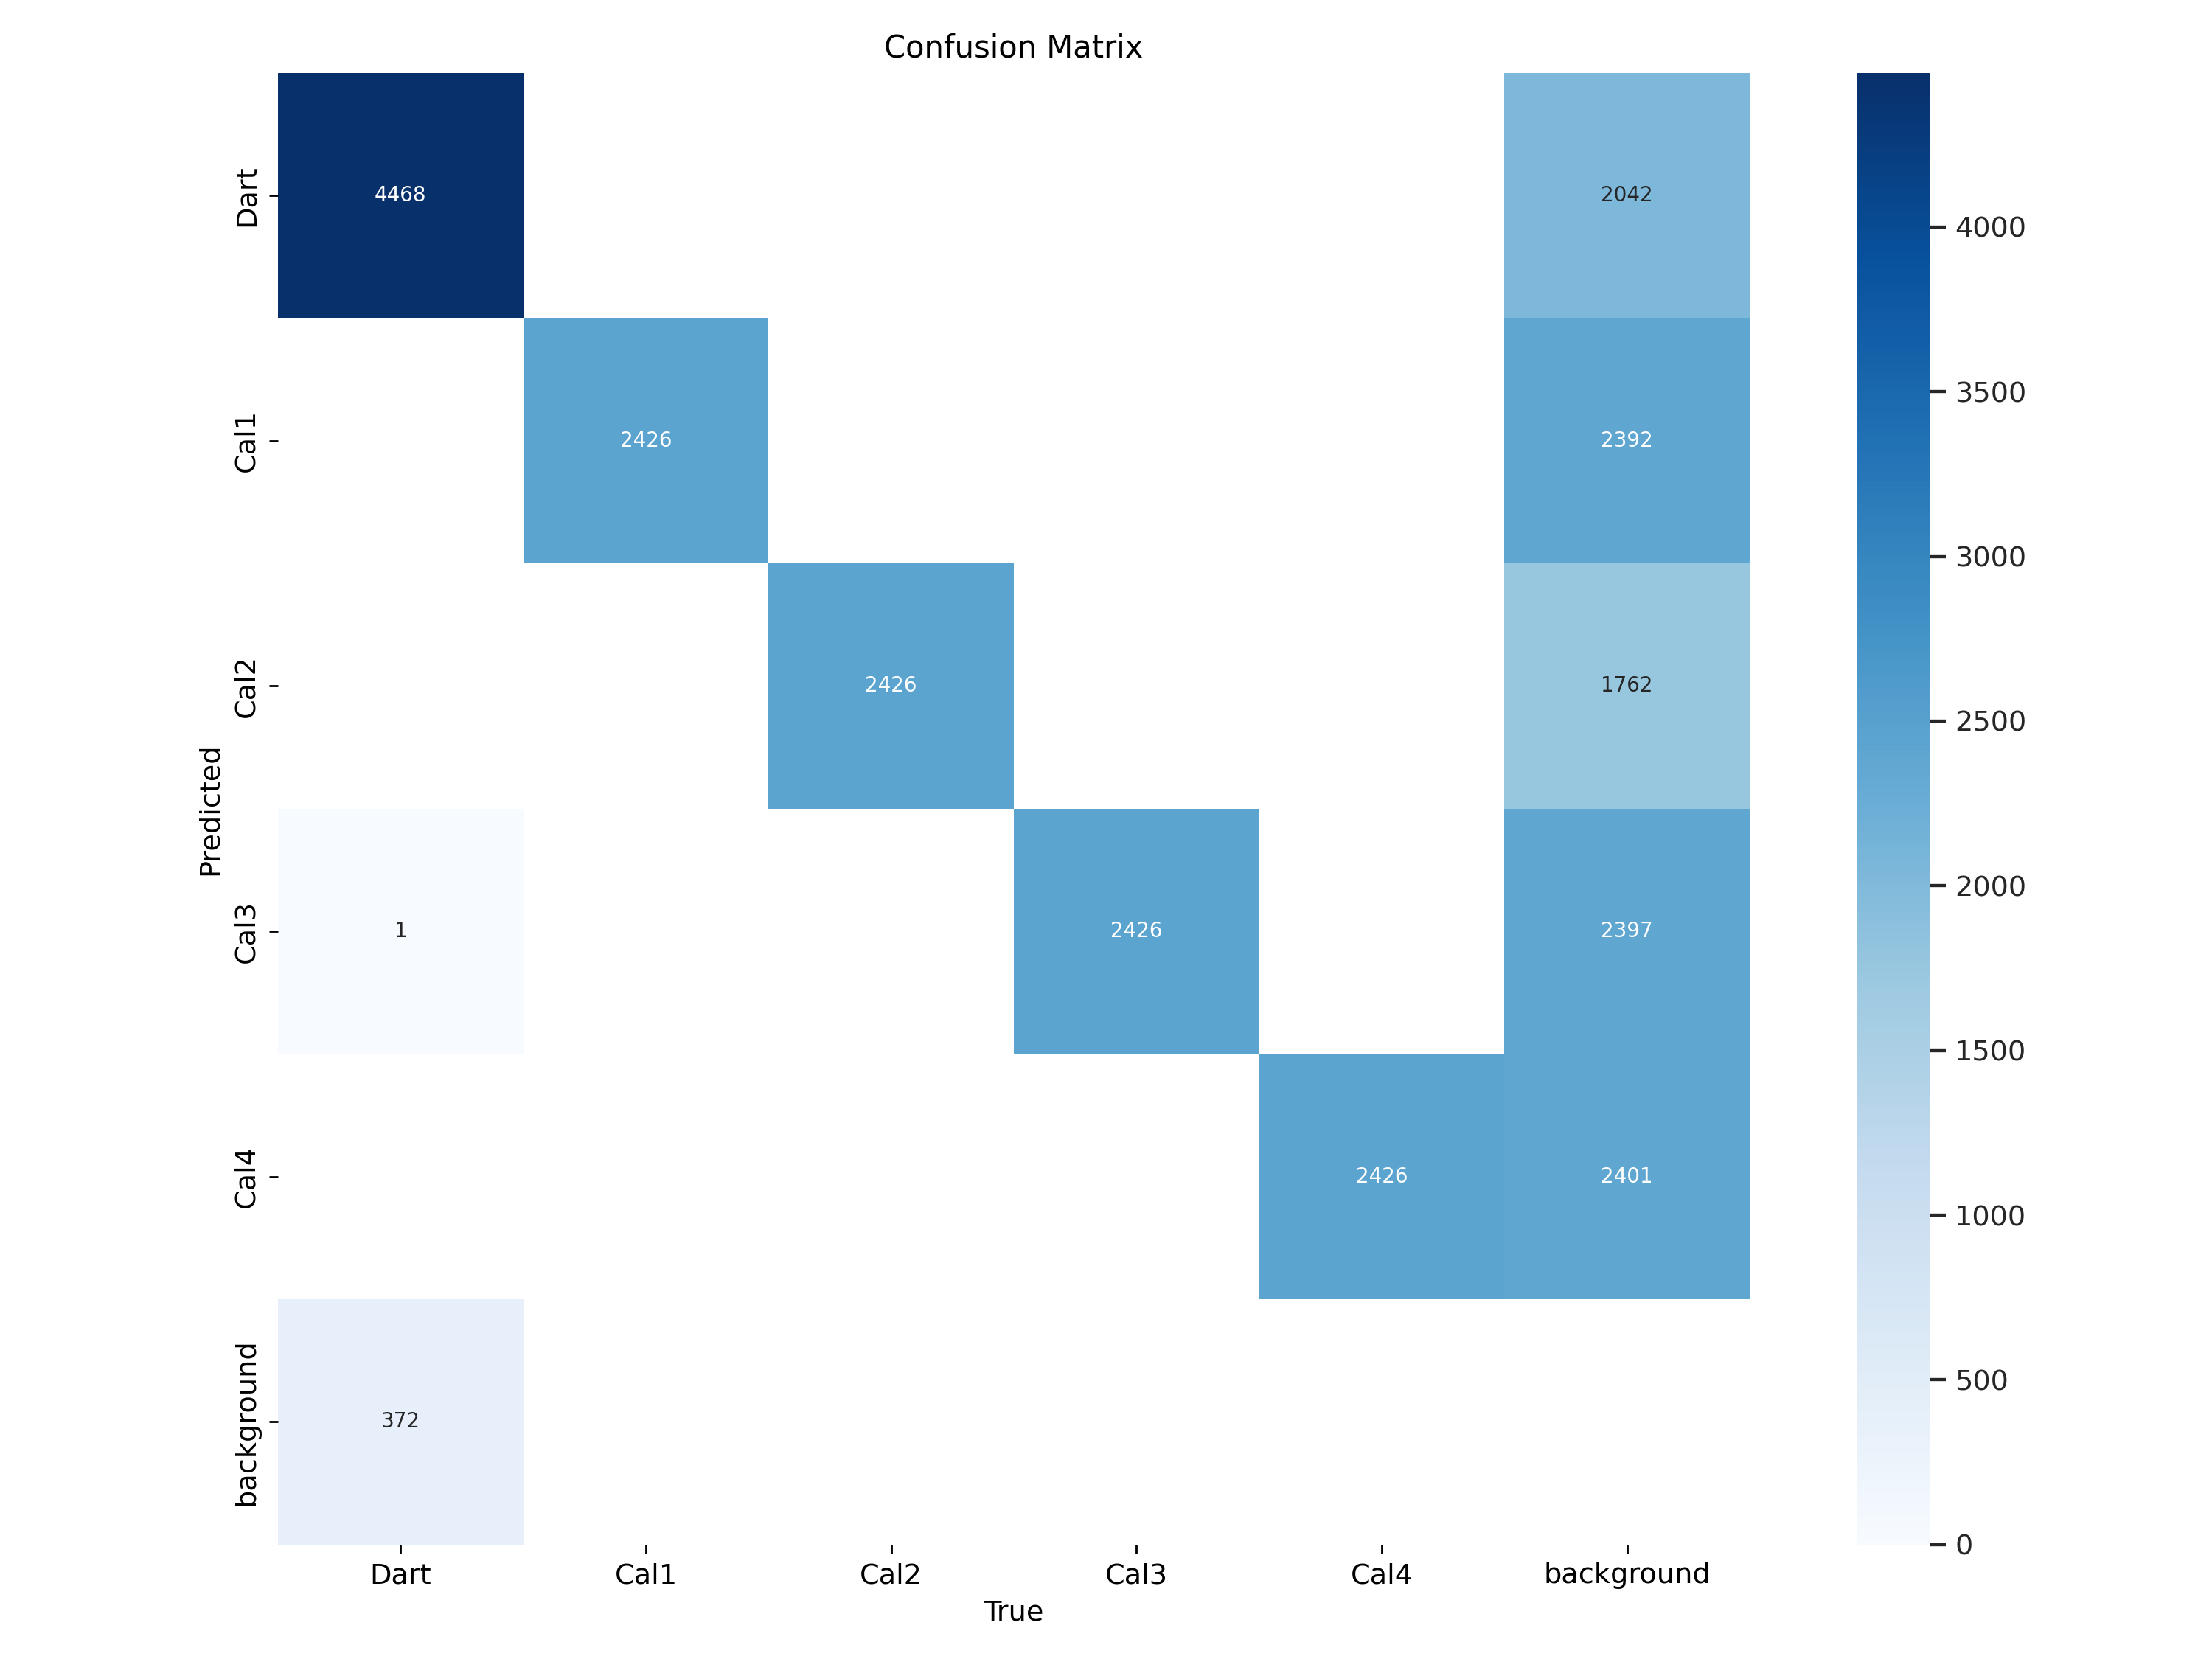 Confusion Matrix
Dart
4468
2042
Cal1
2426
2392
Cal2
2426
1762
Cal3
1
2426
2397
Cal4
2426
2401
background
372
Predicted
Dart
Cal1
Cal2
Cal3
Cal4
background
True
4000
3500
3000
2500
2000
1500
1000
500
0